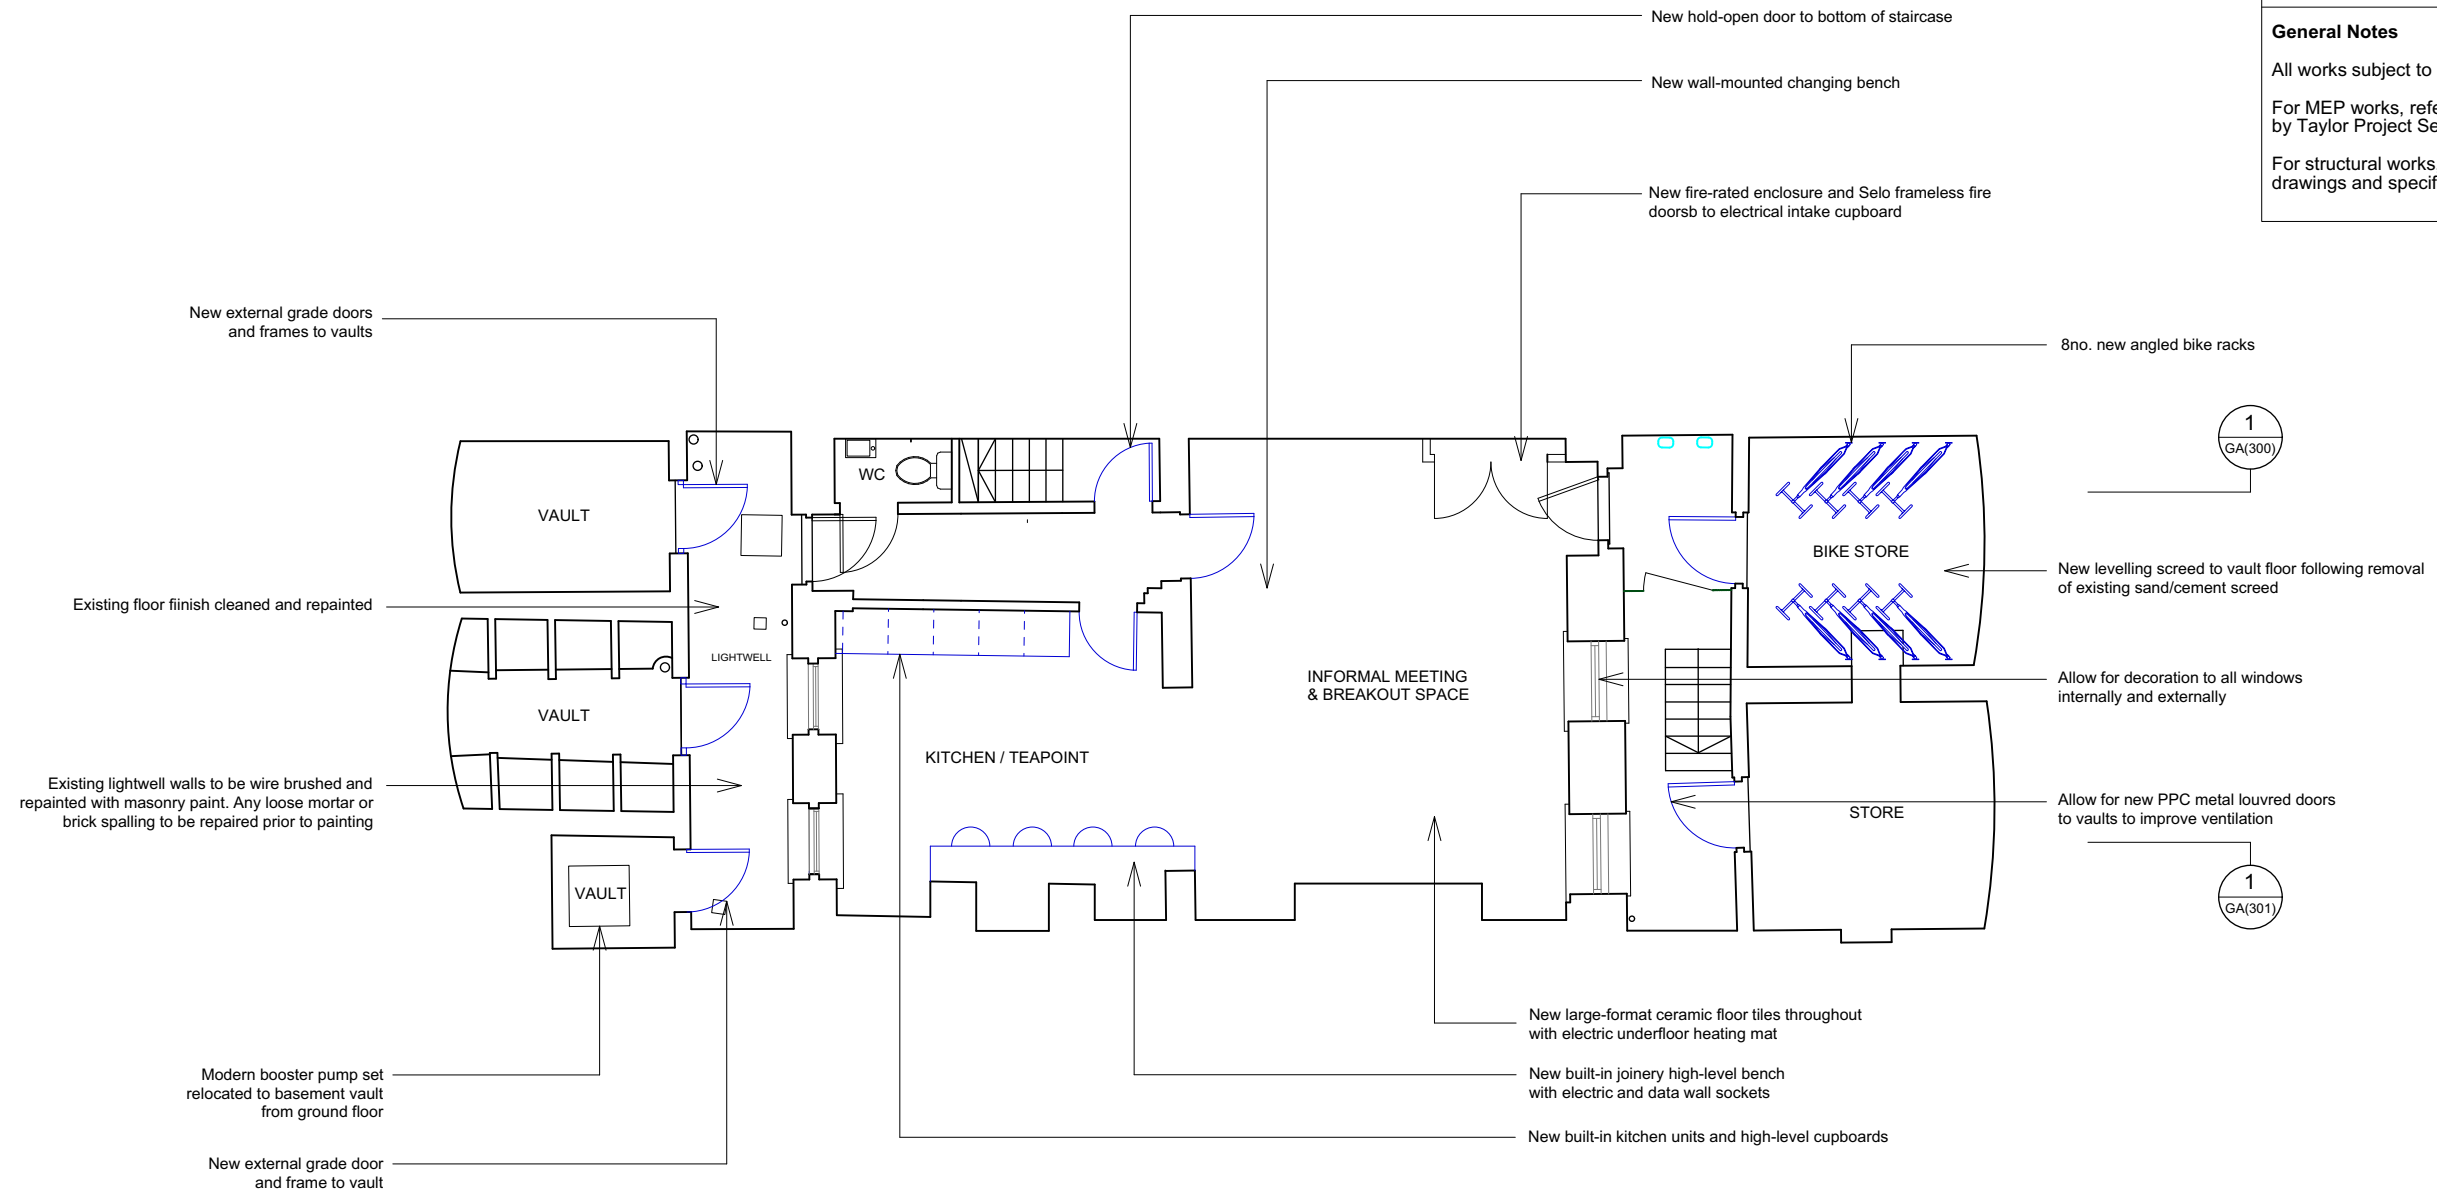 New hold-open door to bottom of staircase
General Notes
All works subject to
New wall-mounted changing bench
For MEP works, refe
by Taylor Project Se
For structural works
drawings and specif
New fire-rated enclosure and Selo frameless fire
doorsb to electrical intake cupboard
New external grade doors
and frames to vaults
8no. new angled bike racks
1
GA(300)
WC
VAULT
BIKE STORE
New levelling screed to vault floor following removal
of existing sand/cement screed
Existing floor fiinish cleaned and repainted
LIGHTWELL
INFORMAL MEETING
& BREAKOUT SPACE
Allow for decoration to all windows
internally and externally
VAULT
KITCHEN / TEAPOINT
Existing lightwell walls to be wire brushed and
repainted with masonry paint. Any loose mortar or
brick spalling to be repaired prior to painting
Allow for new PPC metal louvred doors
to vaults to improve ventilation
STORE
VAULT
1
GA(301)
New large-format ceramic floor tiles throughout
with electric underfloor heating mat
Modern booster pump set
relocated to basement vault
from ground floor
New built-in joinery high-level bench
with electric and data wall sockets
New built-in kitchen units and high-level cupboards
New external grade door
and frame to vault